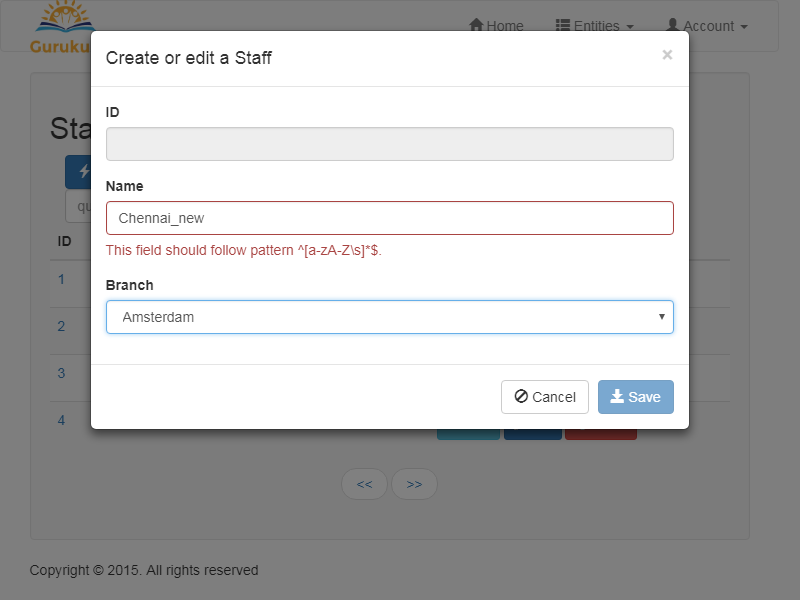 Home Entities Account
Guruku
Create or edit a Staff ×
ID
Sta
Name
Chennai_new
This field should follow pattern ^[a-zA-Z\s]*$.
ID
Branch
1
Amsterdam
2
3
Cancel Save
4
<< >>
Copyright © 2015. All rights reserved